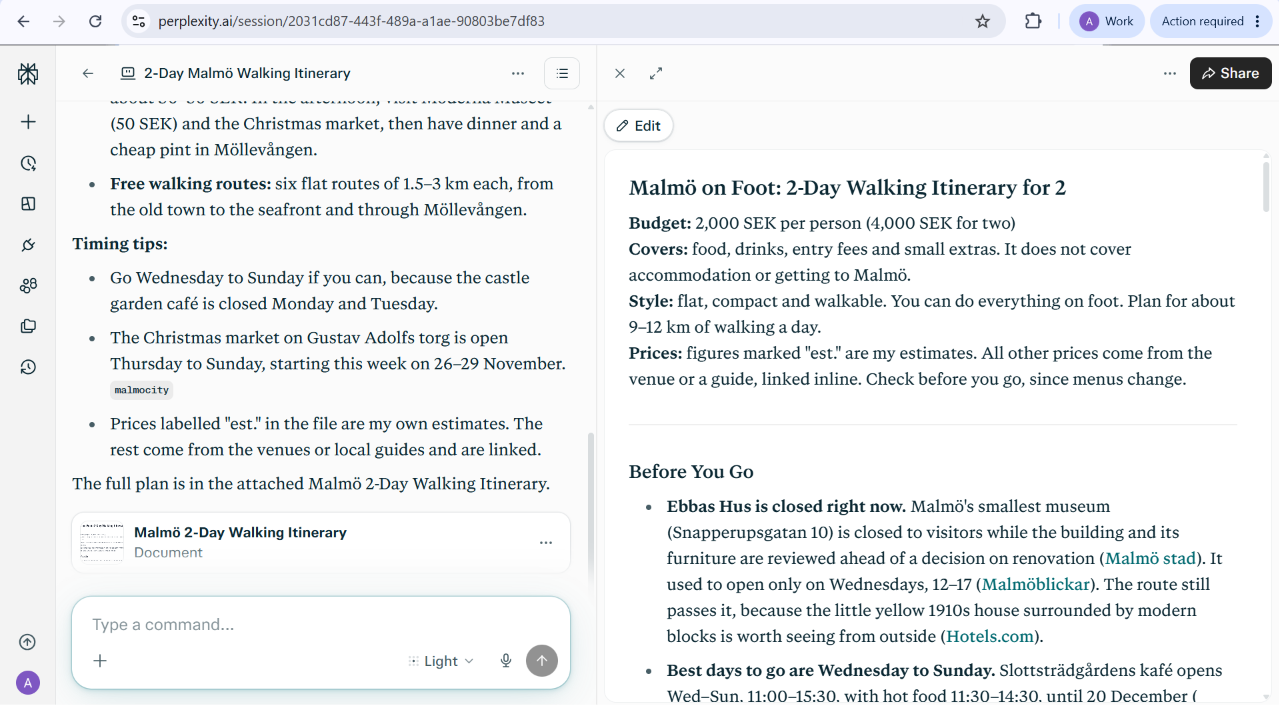 perplexity.ai/session/2031cd87-443f-489a-a1ae-90803be7df83
A
Work
Action required
2-Day Malmö Walking Itinerary
about 30–50 SEK. In the afternoon, visit Moderna Museet
(50 SEK) and the Christmas market, then have dinner and a
cheap pint in Möllevången.
Free walking routes: six flat routes of 1.5–3 km each, from
the old town to the seafront and through Möllevången.
Timing tips:
Go Wednesday to Sunday if you can, because the castle
garden café is closed Monday and Tuesday.
The Christmas market on Gustav Adolfs torg is open
Thursday to Sunday, starting this week on 26–29 November.
malmocity
Prices labelled "est." in the file are my own estimates. The
rest come from the venues or local guides and are linked.
The full plan is in the attached Malmö 2-Day Walking Itinerary.
Malmö 2-Day Walking Itinerary
Document
Type a command...
Light
A
Share
Edit
Malmö on Foot: 2-Day Walking Itinerary for 2
Budget: 2,000 SEK per person (4,000 SEK for two)
Covers: food, drinks, entry fees and small extras. It does not cover
accommodation or getting to Malmö.
Style: flat, compact and walkable. You can do everything on foot. Plan for about
9–12 km of walking a day.
Prices: figures marked "est." are my estimates. All other prices come from the
venue or a guide, linked inline. Check before you go, since menus change.
Before You Go
Ebbas Hus is closed right now. Malmö's smallest museum
(Snapperupsgatan 10) is closed to visitors while the building and its
furniture are reviewed ahead of a decision on renovation (Malmö stad). It
used to open only on Wednesdays, 12–17 (Malmöblickar). The route still
passes it, because the little yellow 1910s house surrounded by modern
blocks is worth seeing from outside (Hotels.com).
Best days to go are Wednesday to Sunday. Slottsträdgårdens kafé opens
Wed–Sun, 11:00–15:30, with hot food 11:30–14:30, until 20 December (